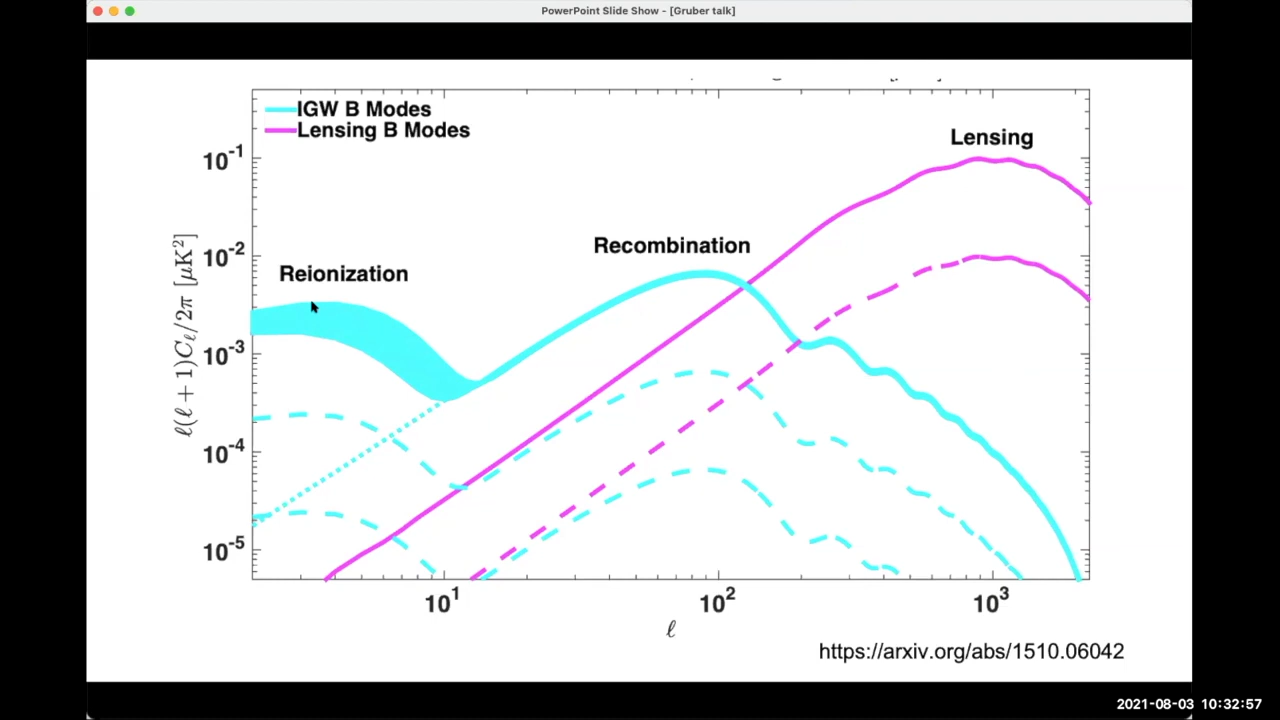 PowerPoint Slide Show - [Gruber talk]
IGW B Modes
Lensing B Modes
Lensing
Recombination
Reionization
10^-1
10^-2
10^-3
10^-4
10^-5
ℓ(ℓ + 1)C_ℓ/2π [μK²]
10^1
10^2
10^3
ℓ
https://arxiv.org/abs/1510.06042
2021-08-03 10:32:57